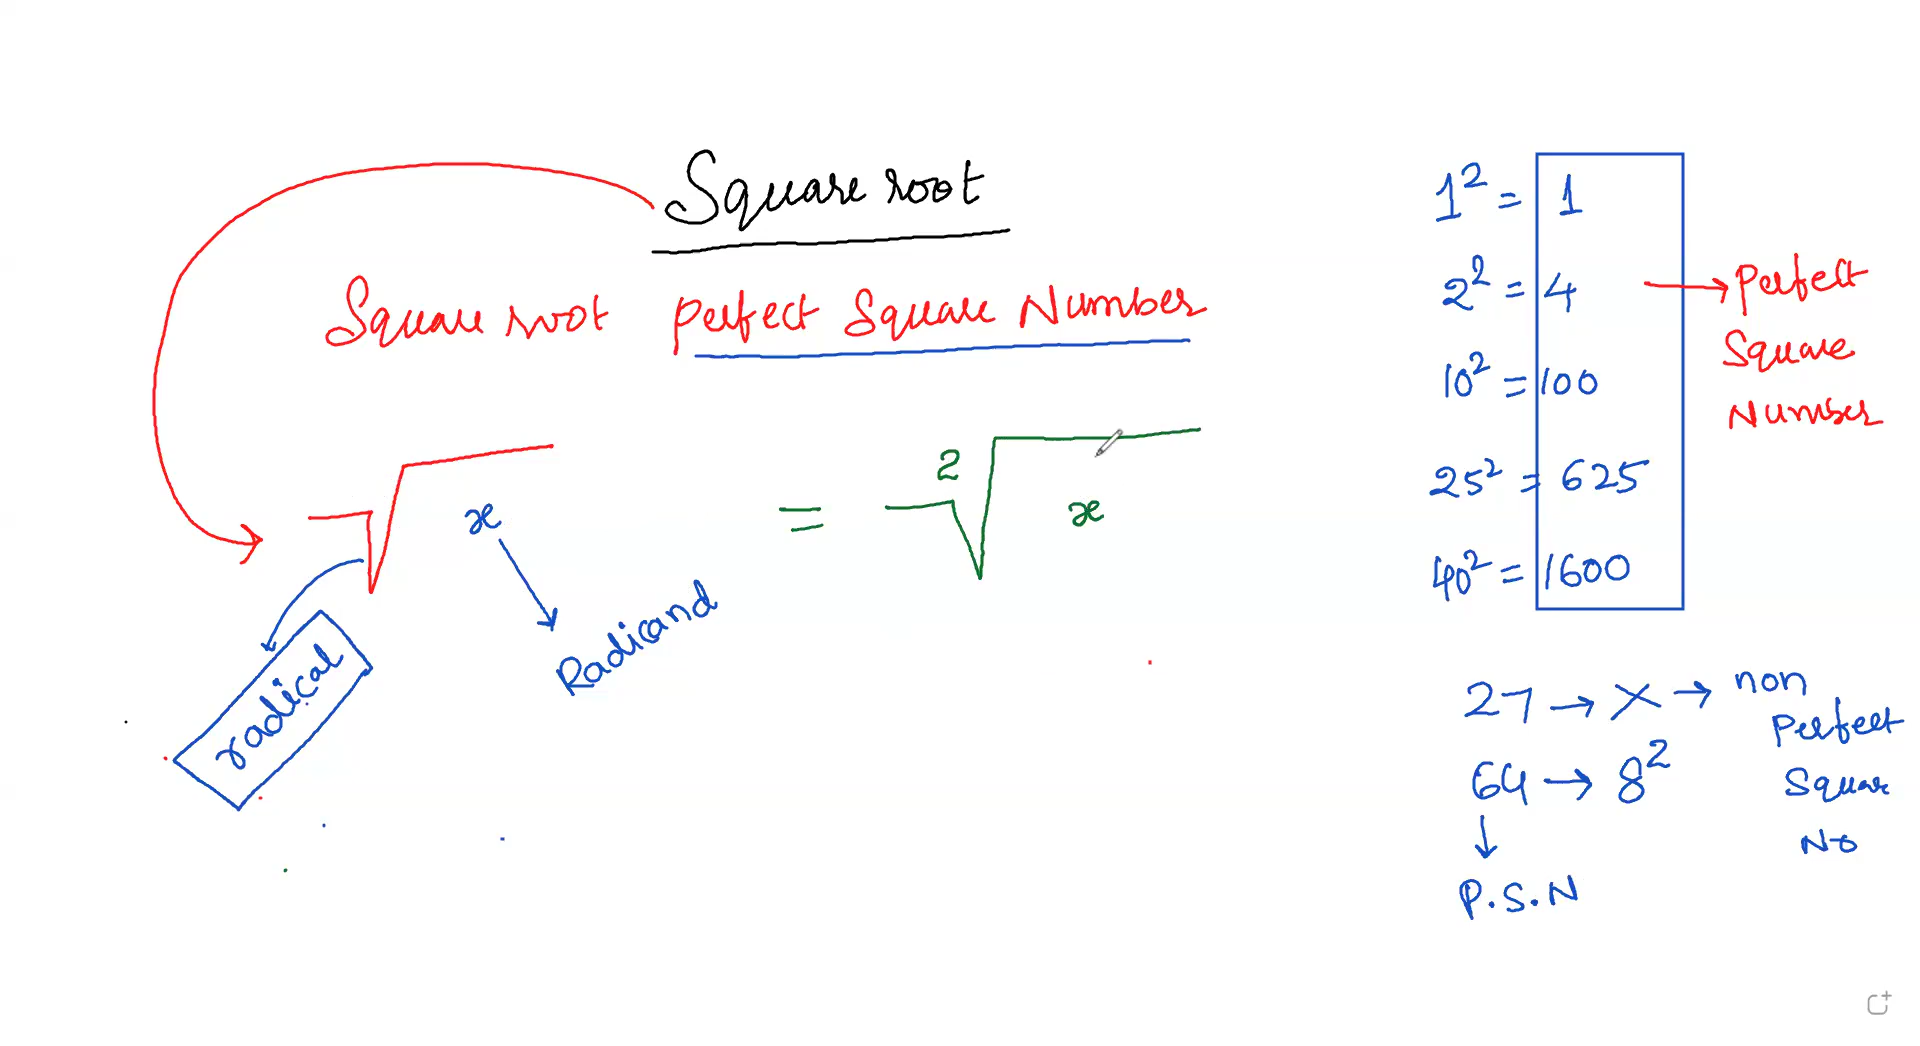 Square root
Square root Perfect Square Number
√x = ²√x
Radicand
radical
1² = 1
2² = 4
10² = 100
25² = 625
40² = 1600
→ Perfect
Square
Number
27 → X → non
Perfect
Square
No
64 → 8²
↓
P.S.N